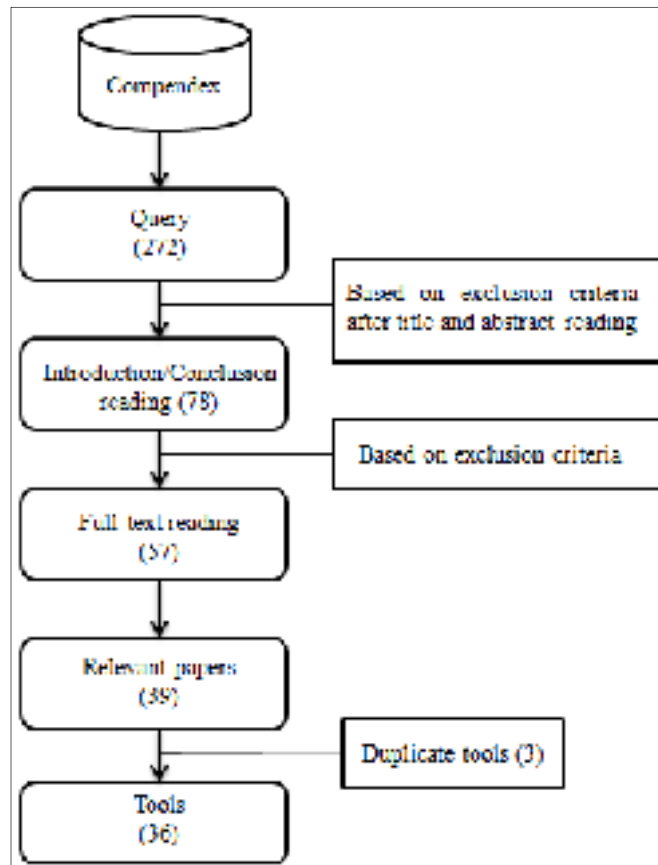 Compendex
Query
(272)
Based on exclusion criteria
after title and abstract reading
Introduction/Conclusion
reading (78)
Based on exclusion criteria
Full text reading
(57)
Relevant papers
(39)
Duplicate tools (3)
Tools
(36)